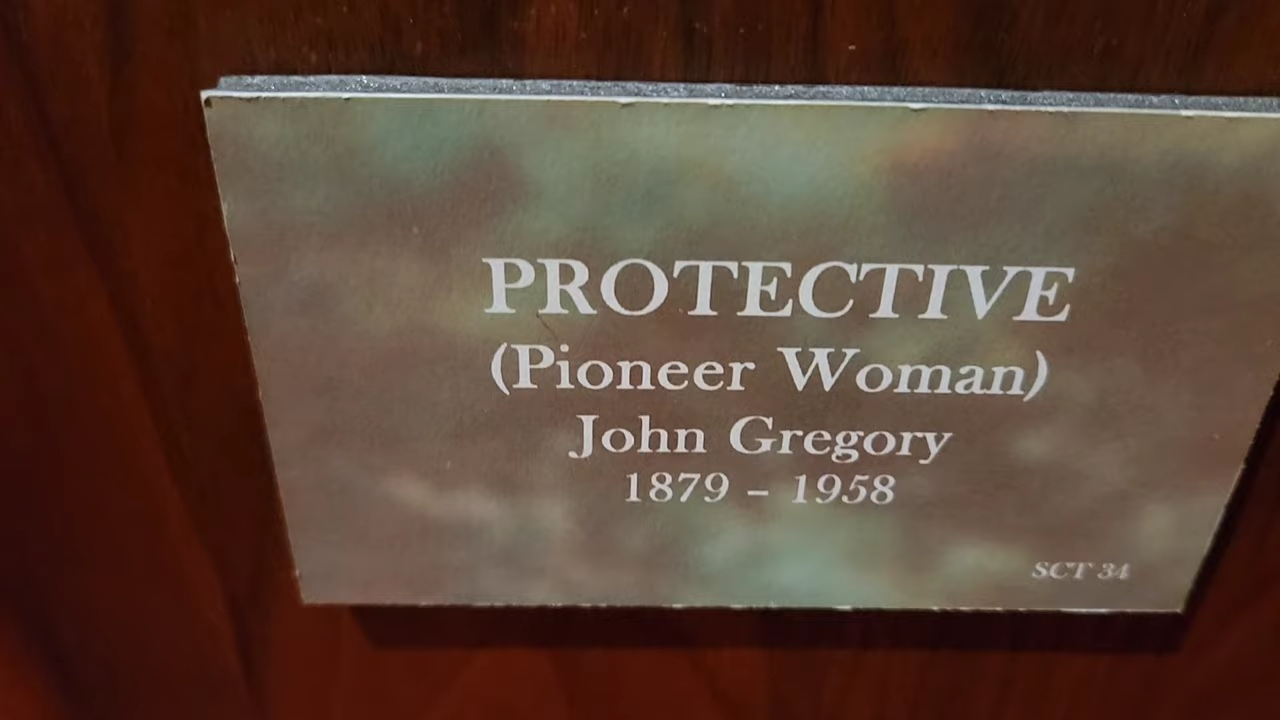 PROTECTIVE
(Pioneer Woman)
John Gregory
1879 – 1958
SCT 34